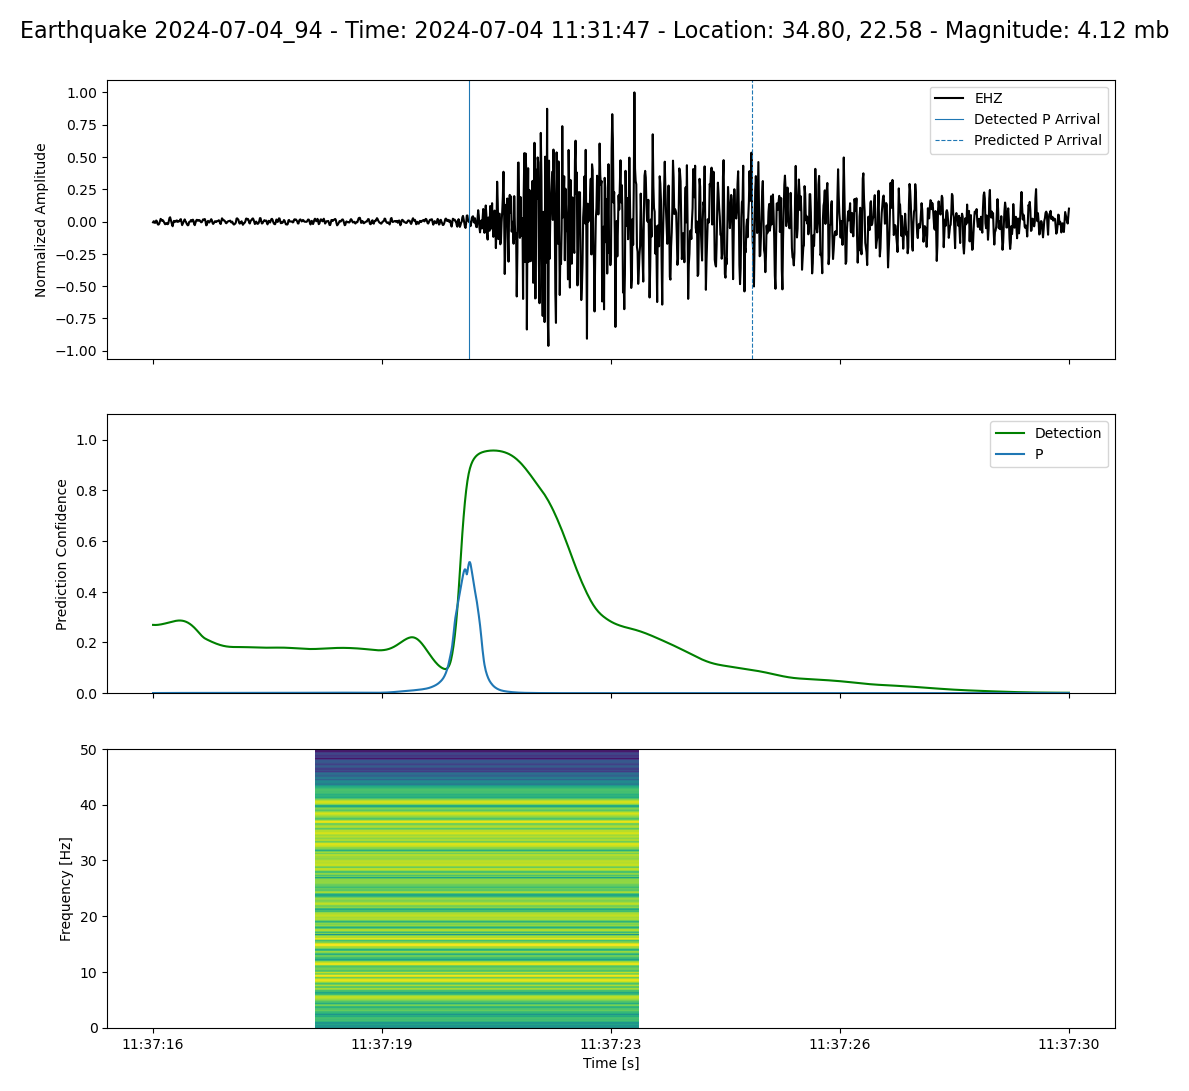 Earthquake 2024-07-04_94 - Time: 2024-07-04 11:31:47 - Location: 34.80, 22.58 - Magnitude: 4.12 mb
Normalized Amplitude
1.00
0.75
0.50
0.25
0.00
−0.25
−0.50
−0.75
−1.00
EHZ
Detected P Arrival
Predicted P Arrival
Prediction Confidence
1.0
0.8
0.6
0.4
0.2
0.0
Detection
P
Frequency [Hz]
50
40
30
20
10
0
11:37:16 11:37:19 11:37:23 11:37:26 11:37:30
Time [s]